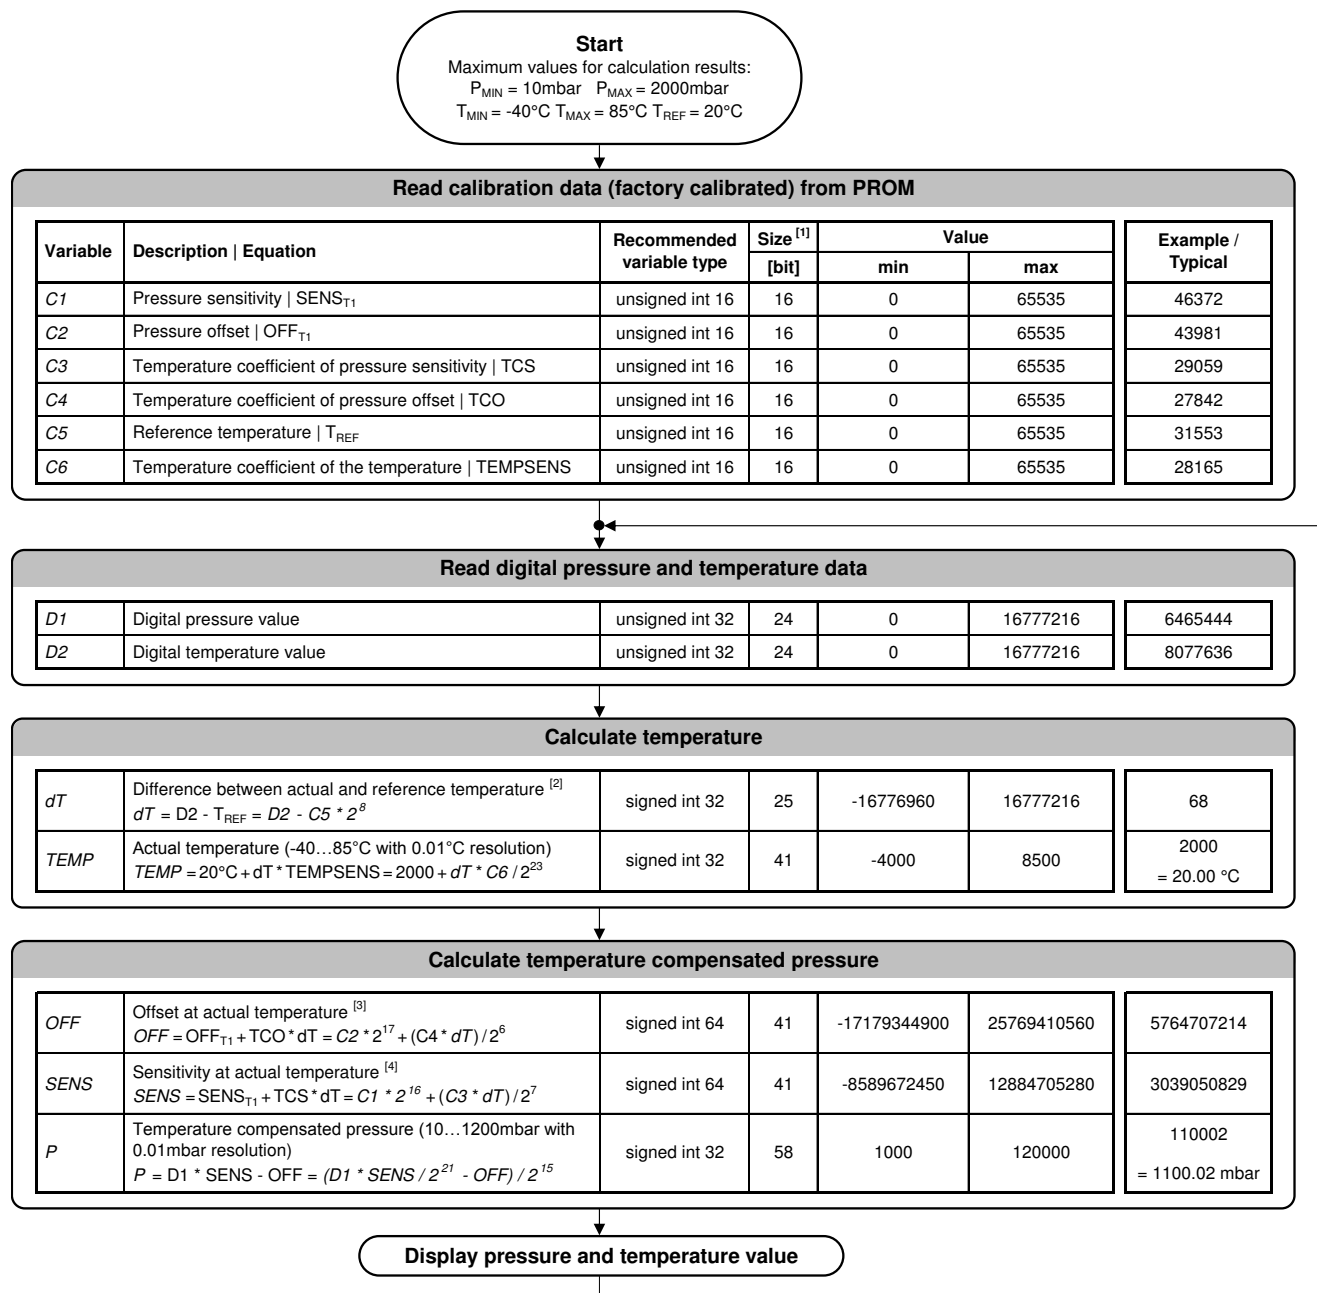 Start
Maximum values for calculation results:
PMIN = 10mbar PMAX = 2000mbar
TMIN = -40°C TMAX = 85°C TREF = 20°C
Read calibration data (factory calibrated) from PROM
Variable Description | Equation Recommended variable type Size [1] [bit] Value min max Example / Typical
C1 Pressure sensitivity | SENST1 unsigned int 16 16 0 65535 46372
C2 Pressure offset | OFFT1 unsigned int 16 16 0 65535 43981
C3 Temperature coefficient of pressure sensitivity | TCS unsigned int 16 16 0 65535 29059
C4 Temperature coefficient of pressure offset | TCO unsigned int 16 16 0 65535 27842
C5 Reference temperature | TREF unsigned int 16 16 0 65535 31553
C6 Temperature coefficient of the temperature | TEMPSENS unsigned int 16 16 0 65535 28165
Read digital pressure and temperature data
D1 Digital pressure value unsigned int 32 24 0 16777216 6465444
D2 Digital temperature value unsigned int 32 24 0 16777216 8077636
Calculate temperature
dT Difference between actual and reference temperature [2]
dT = D2 - TREF = D2 - C5 * 2^8 signed int 32 25 -16776960 16777216 68
TEMP Actual temperature (-40…85°C with 0.01°C resolution)
TEMP = 20°C + dT * TEMPSENS = 2000 + dT * C6 / 2^23 signed int 32 41 -4000 8500 2000
= 20.00 °C
Calculate temperature compensated pressure
OFF Offset at actual temperature [3]
OFF = OFFT1 + TCO * dT = C2 * 2^17 + (C4 * dT) / 2^6 signed int 64 41 -17179344900 25769410560 5764707214
SENS Sensitivity at actual temperature [4]
SENS = SENST1 + TCS * dT = C1 * 2^16 + (C3 * dT) / 2^7 signed int 64 41 -8589672450 12884705280 3039050829
P Temperature compensated pressure (10…1200mbar with
0.01mbar resolution)
P = D1 * SENS - OFF = (D1 * SENS / 2^21 - OFF) / 2^15 signed int 32 58 1000 120000 110002
= 1100.02 mbar
Display pressure and temperature value